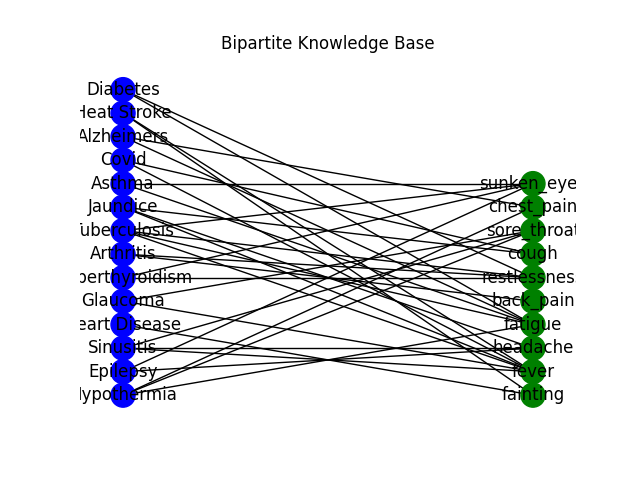 Bipartite Knowledge Base
Diabetes
Heat Stroke
Alzheimers
Covid
Asthma
Jaundice
Tuberculosis
Arthritis
perthyroidism
Glaucoma
eart Disease
Sinusitis
Epilepsy
Hypothermia
sunken_eye
chest_pain
sore_throat
cough
restlessness
back_pain
fatigue
headache
fever
fainting